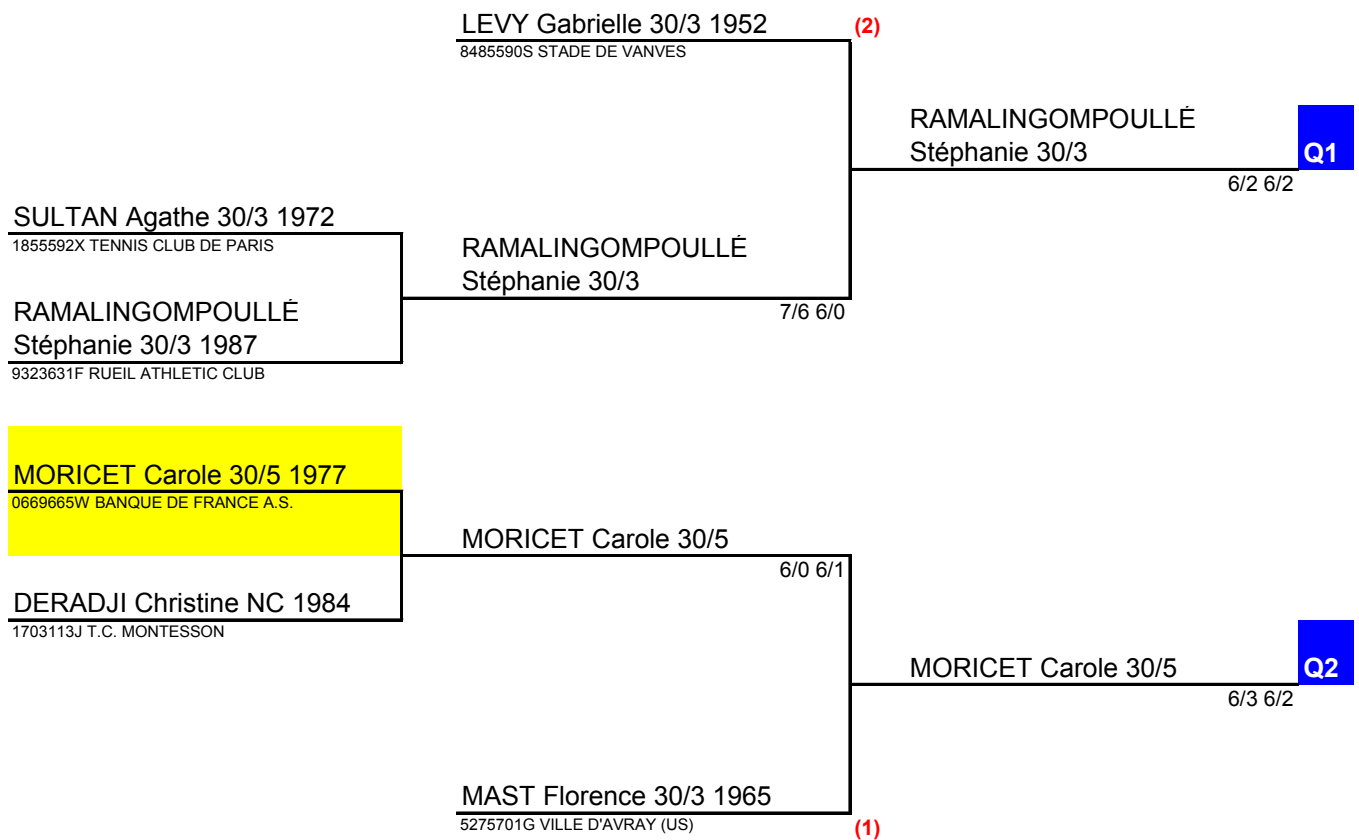 LEVY Gabrielle 30/3 1952
(2)
8485590S STADE DE VANVES
RAMALINGOMPOULLÉ
Stéphanie 30/3
Q1
6/2 6/2
SULTAN Agathe 30/3 1972
1855592X TENNIS CLUB DE PARIS
RAMALINGOMPOULLÉ
Stéphanie 30/3
7/6 6/0
RAMALINGOMPOULLÉ
Stéphanie 30/3 1987
9323631F RUEIL ATHLETIC CLUB
MORICET Carole 30/5 1977
0669665W BANQUE DE FRANCE A.S.
MORICET Carole 30/5
6/0 6/1
DERADJI Christine NC 1984
1703113J T.C. MONTESSON
MORICET Carole 30/5
Q2
6/3 6/2
MAST Florence 30/3 1965
5275701G VILLE D'AVRAY (US)
(1)